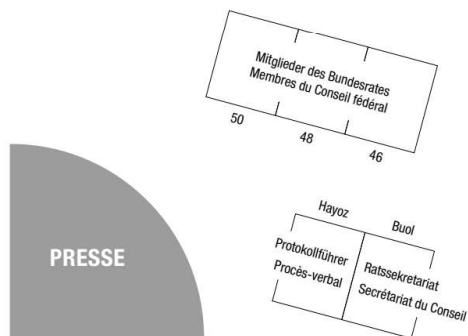 Mitglieder des Bundesrates
Membres du Conseil fédéral
50
48
46
PRESSE
Hayoz
Buol
Protokollführer
Procès-verbal
Ratssekretariat
Secrétariat du Conseil